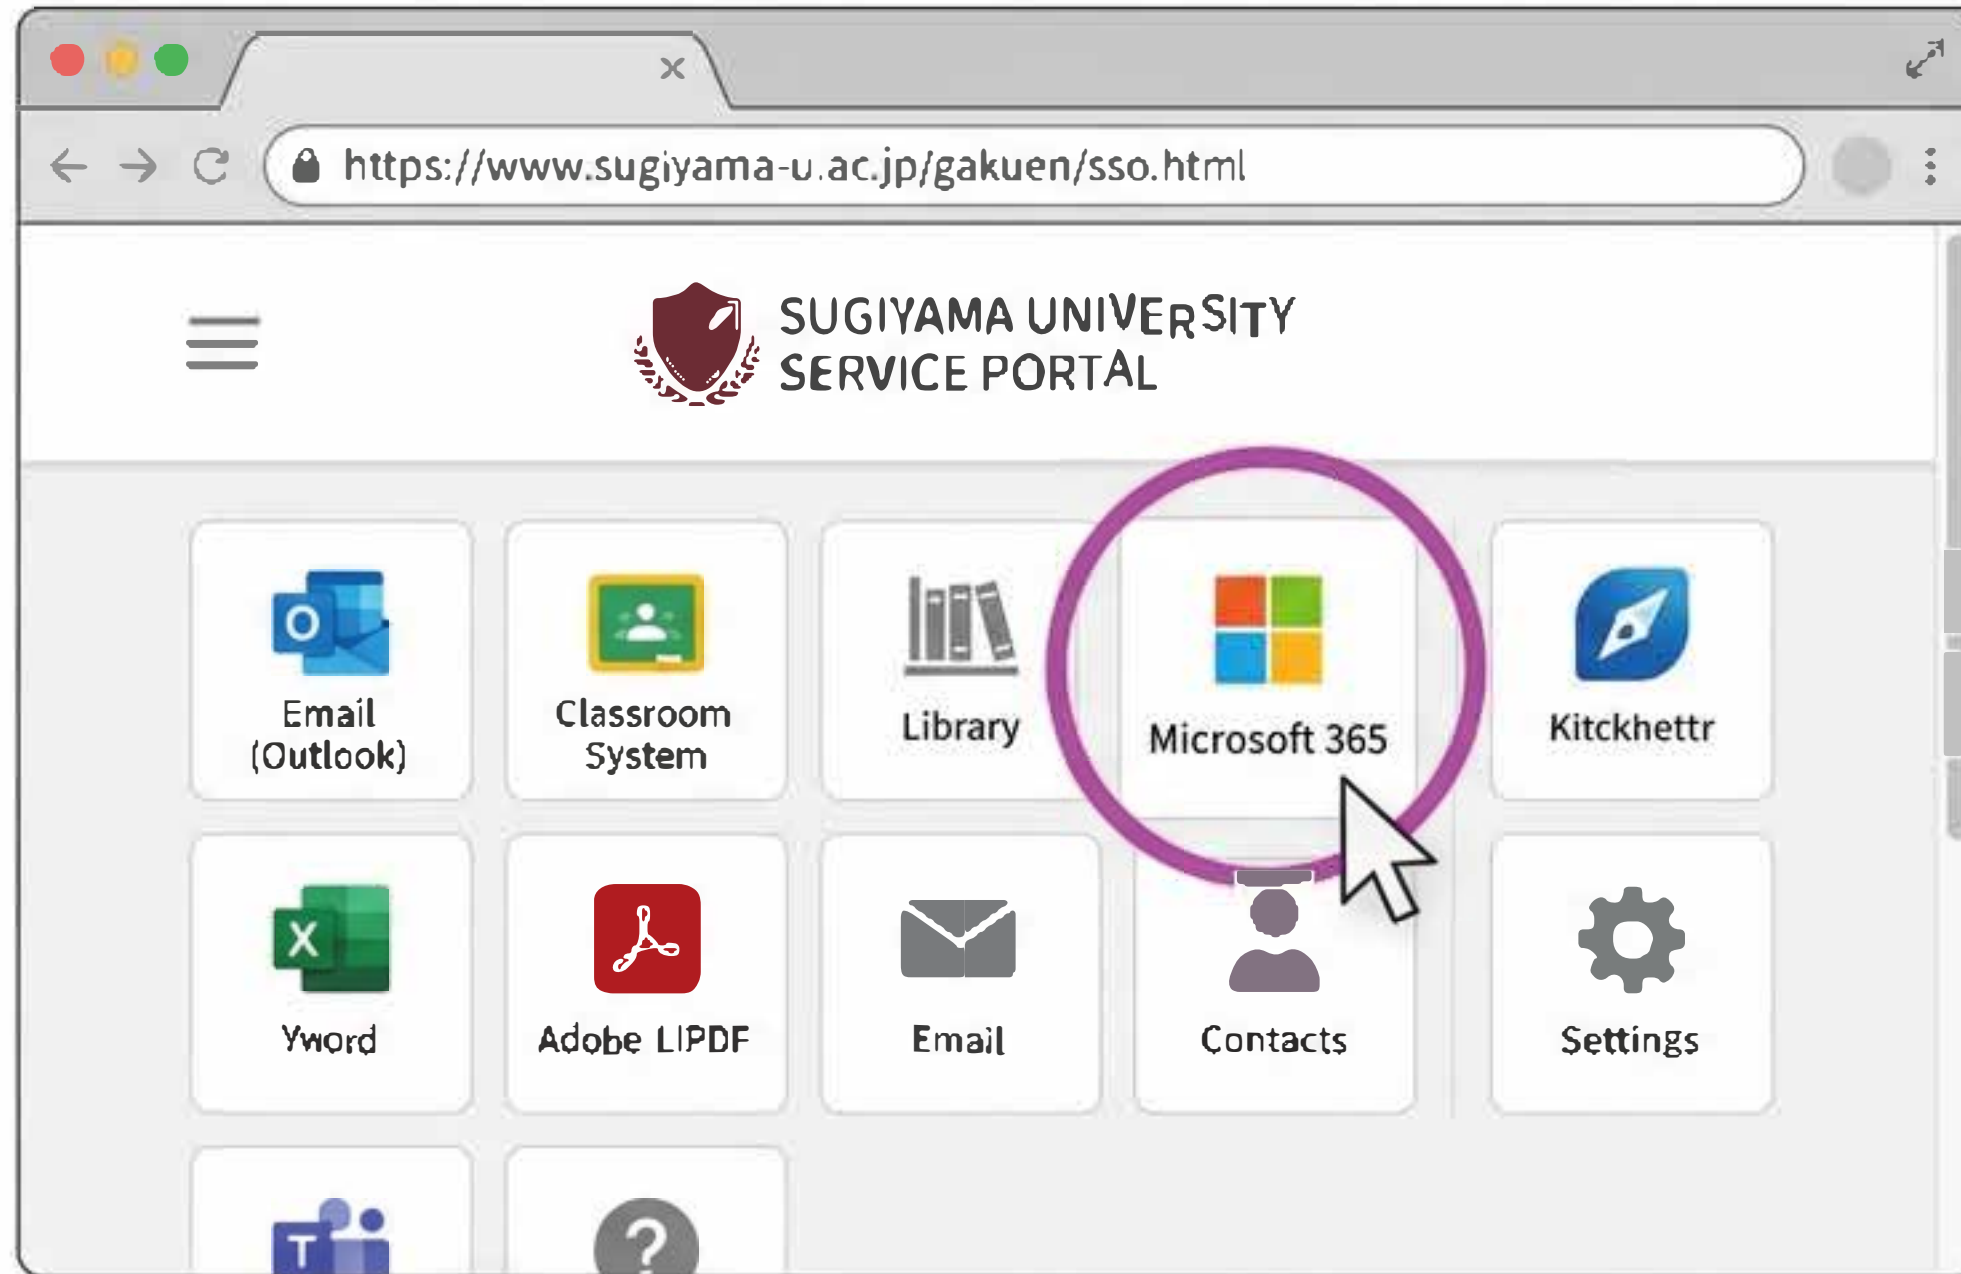 https://www.sugiyama-u.ac.jp/gakuen/sso.html
SUGIYAMA UNIVERSITY
SERVICE PORTAL
Email
(Outlook)
Classroom
System
Library
Microsoft 365
Kitckhettr
Yword
Adobe LIPDF
Email
Contacts
Settings